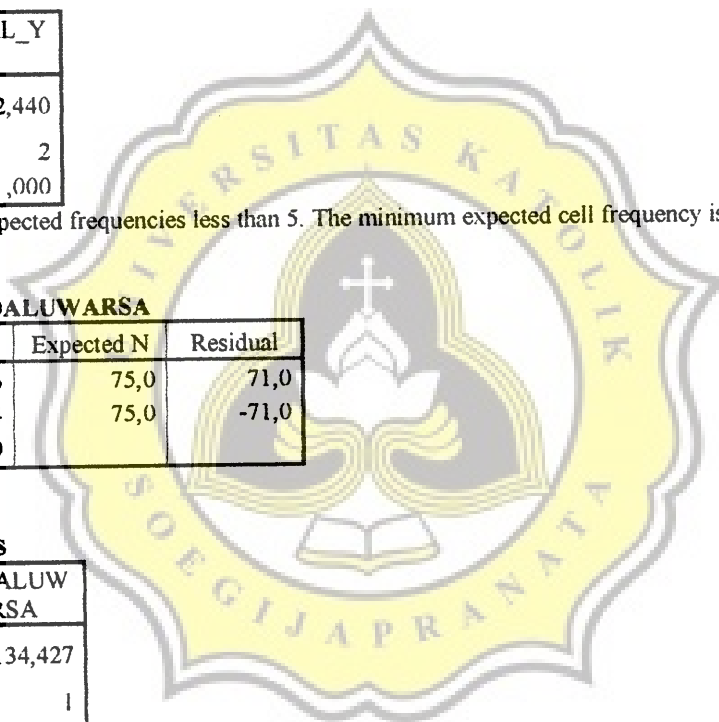 L_Y
2,440
2
,000
pected frequencies less than 5. The minimum expected cell frequency is
DALUWARSA
Expected N Residual
75,0 71,0
75,0 -71,0
ALUW
RSA
34,427
1
UNIVERSITAS KATOLIK
SOEGIJAPRANATA